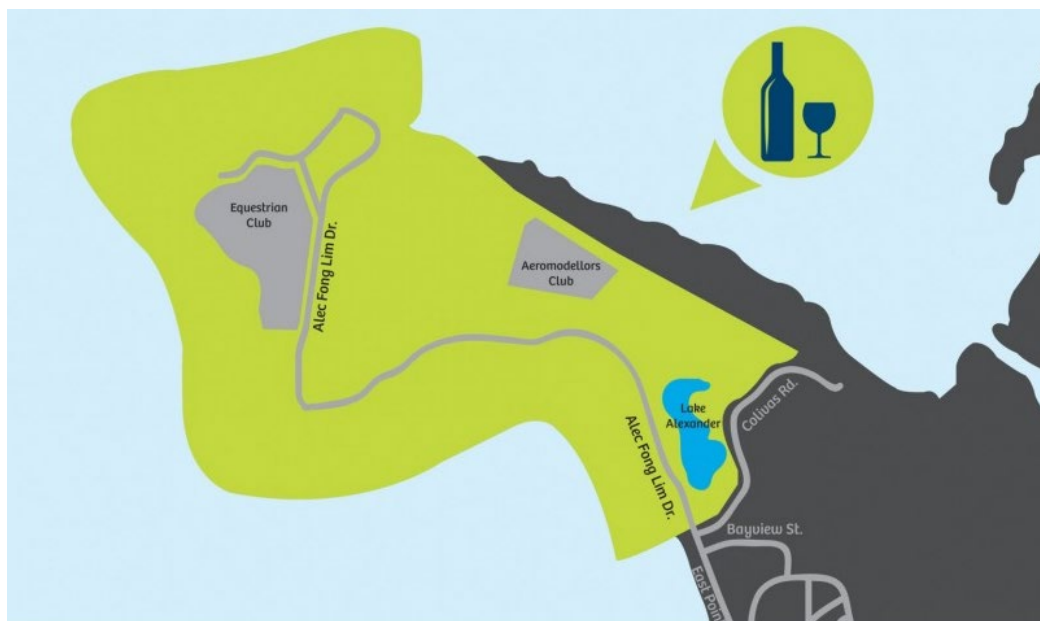 Equestrian
Club
Alec Fong Lim Dr.
Aeromodellors
Club
Lake
Alexander
Colivas Rd.
Alec Fong Lim Dr.
Bayview St.
East Poin